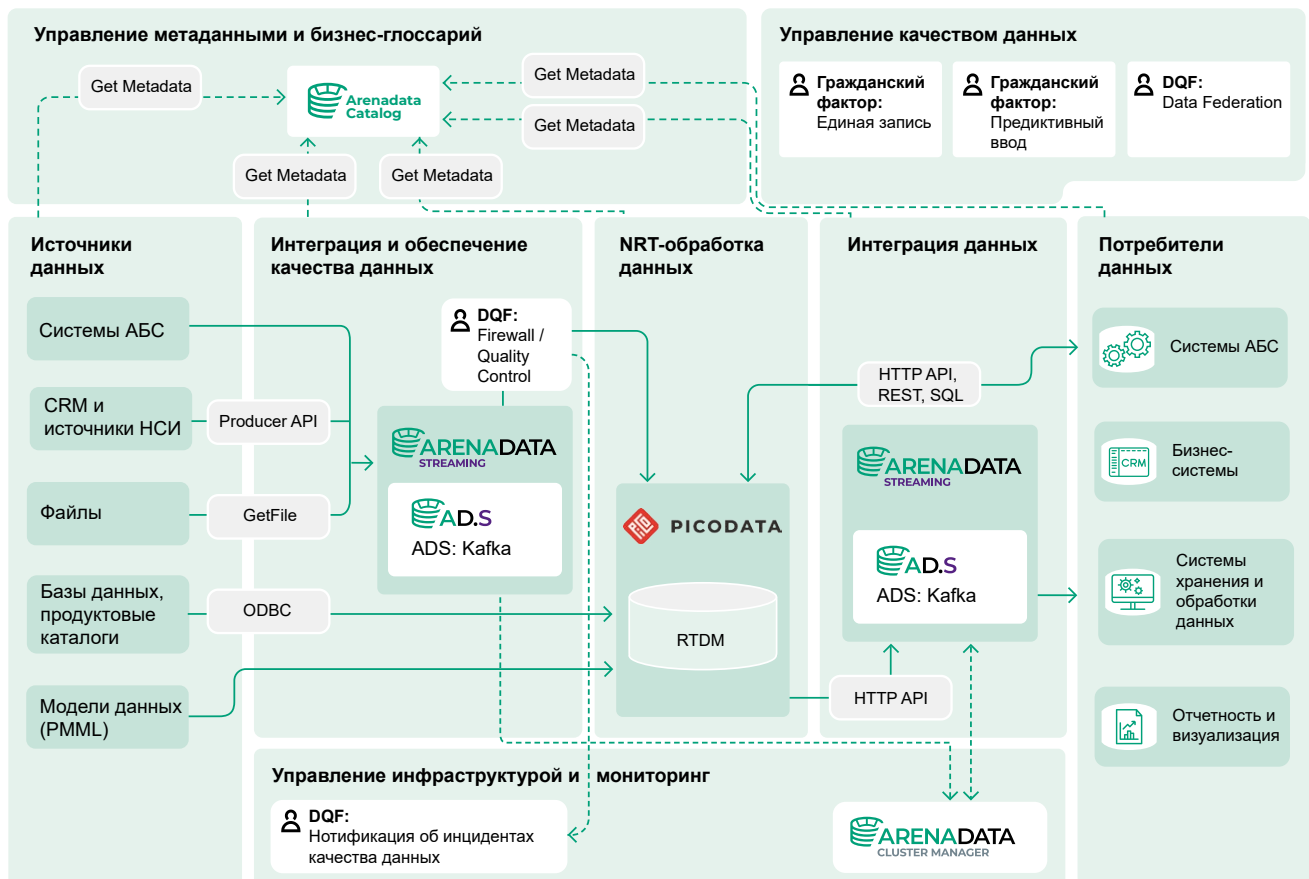 Управление метаданными и бизнес-глоссарий
Get Metadata
Arenadata
Catalog
Get Metadata
Get Metadata
Get Metadata
Get Metadata
Управление качеством данных
Гражданский
фактор:
Единая запись
Гражданский
фактор:
Предиктивный
ввод
DQF:
Data Federation
Источники
данных
Системы АБС
CRM и
источники НСИ
Файлы
Базы данных,
продуктовые
каталоги
Модели данных
(PMML)
Интеграция и обеспечение
качества данных
Producer API
GetFile
ODBC
DQF:
Firewall /
Quality
Control
ARENADATA
STREAMING
AD.S
ADS: Kafka
NRT-обработка
данных
PICO
PICODATA
RTDM
Интеграция данных
HTTP API,
REST, SQL
ARENADATA
STREAMING
AD.S
ADS: Kafka
HTTP API
Потребители
данных
Системы АБС
CRM
Бизнес-
системы
Системы
хранения и
обработки
данных
Отчетность и
визуализация
Управление инфраструктурой и мониторинг
DQF:
Нотификация об инцидентах
качества данных
ARENADATA
CLUSTER MANAGER